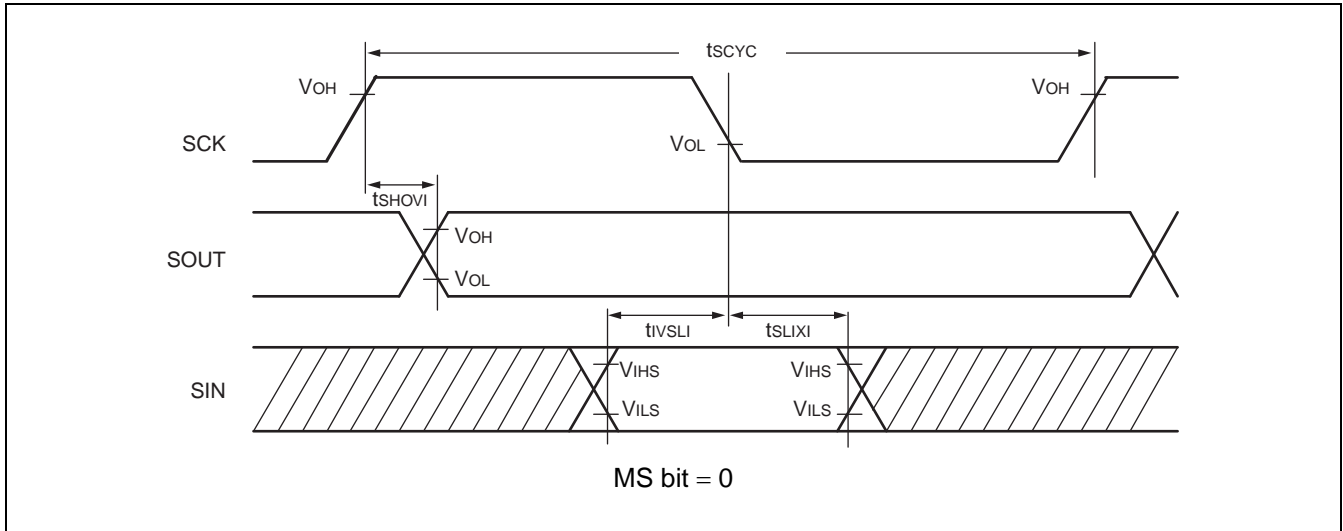 tSCYC
VOH
VOH
SCK
VOL
tSHOVI
VOH
SOUT
VOL
tIVSLI
tSLIXI
VIHS
VIHS
SIN
VILS
VILS
MS bit = 0